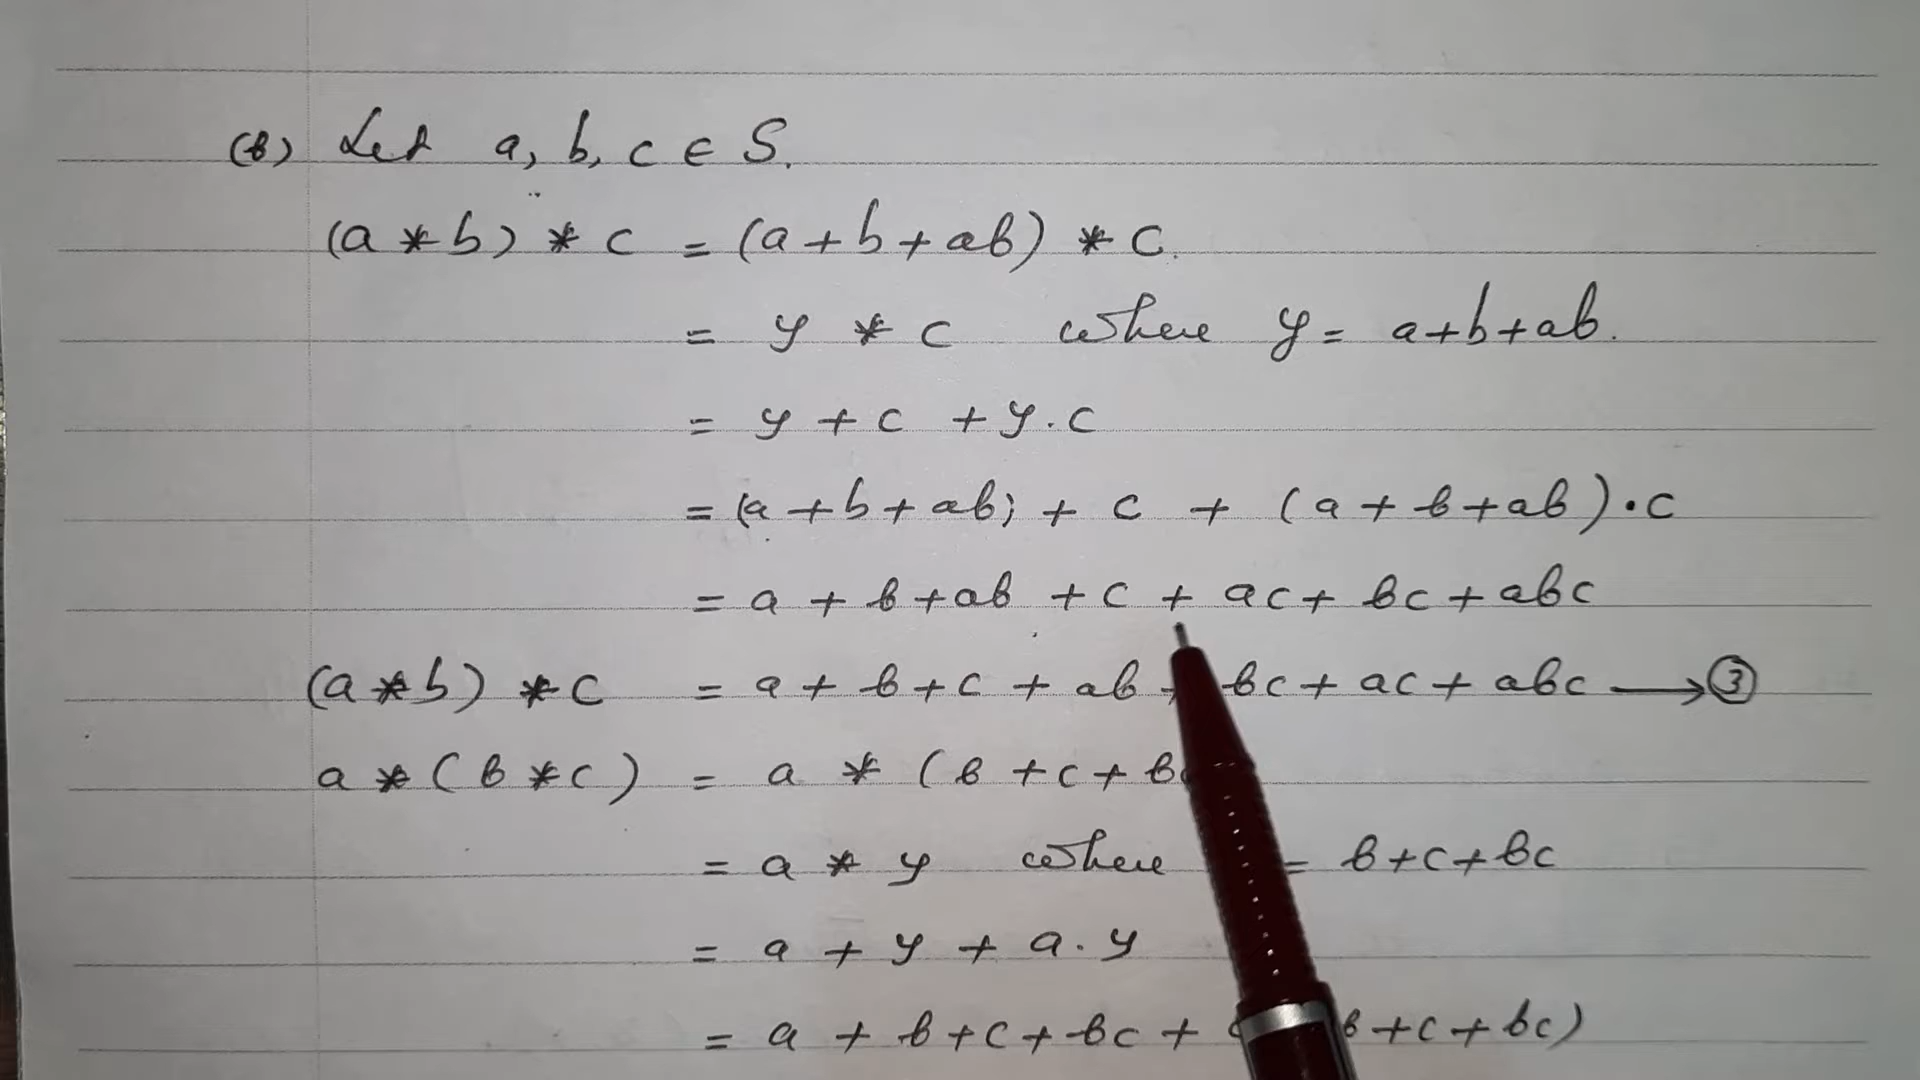 (b) Let a, b, c ∈ S.
(a * b) * c = (a + b + ab) * c.
= y * c where y = a+b+ab.
= y + c + y . c
= (a + b + ab) + c + (a + b + ab) . c
= a + b + ab + c + ac + bc + abc
(a * b) * c = a + b + c + ab + bc + ac + abc → ③
a * (b * c) = a * (b + c + b
= a * y where = b + c + bc
= a + y + a . y
= a + b + c + bc + b + c + bc)